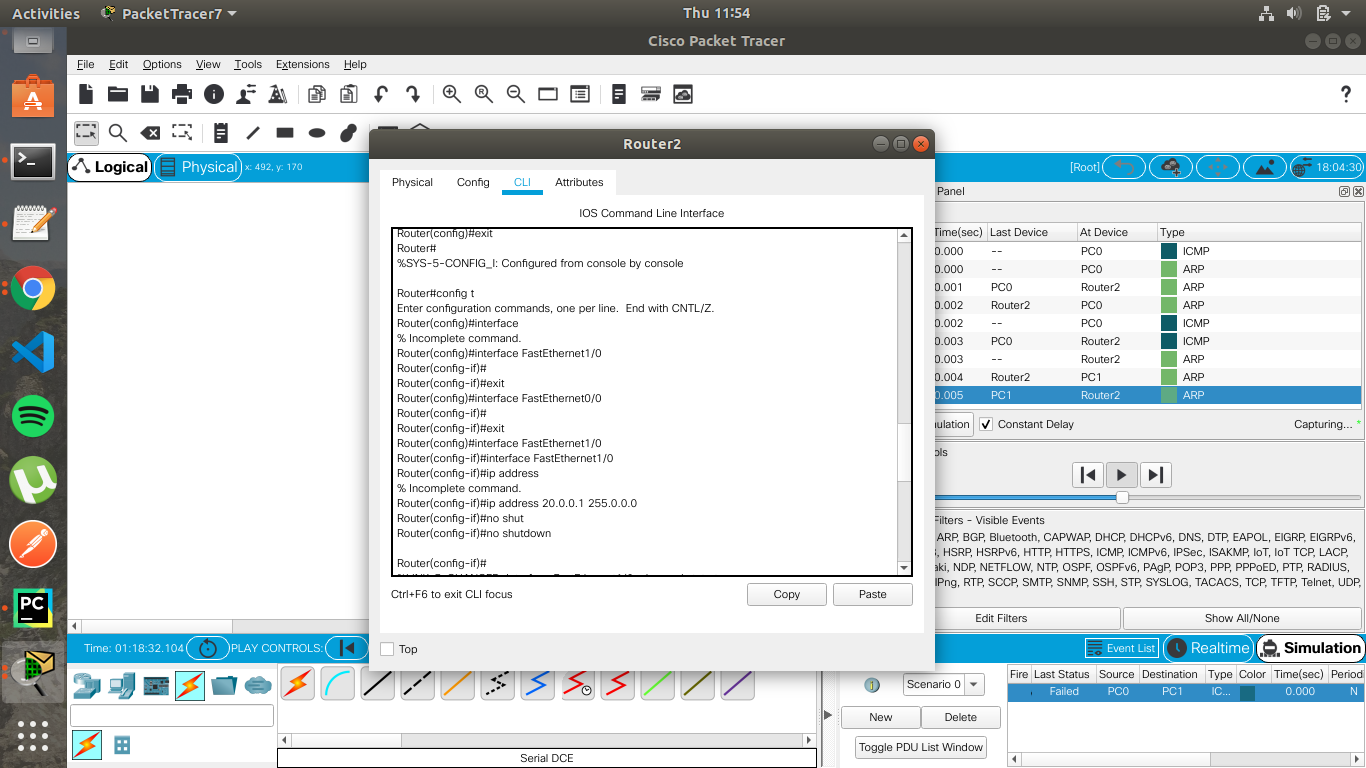 Activities PacketTracer7 Thu 11:54
Cisco Packet Tracer
File Edit Options View Tools Extensions Help
?
Logical Physical x: 492, y: 170 [Root] 18:04:30
Router2
Physical Config CLI Attributes
IOS Command Line Interface
Router(config)#exit
Router#
%SYS-5-CONFIG_I: Configured from console by console
Router#config t
Enter configuration commands, one per line. End with CNTL/Z.
Router(config)#interface
% Incomplete command.
Router(config)#interface FastEthernet1/0
Router(config-if)#
Router(config-if)#exit
Router(config)#interface FastEthernet0/0
Router(config-if)#
Router(config-if)#exit
Router(config)#interface FastEthernet1/0
Router(config-if)#interface FastEthernet1/0
Router(config-if)#ip address
% Incomplete command.
Router(config-if)#ip address 20.0.0.1 255.0.0.0
Router(config-if)#no shut
Router(config-if)#no shutdown
Router(config-if)#
Ctrl+F6 to exit CLI focus Copy Paste
Top
Panel
Time(sec) Last Device At Device Type
0.000 -- PC0 ICMP
0.000 -- PC0 ARP
0.001 PC0 Router2 ARP
0.002 Router2 PC0 ARP
0.002 -- PC0 ICMP
0.003 PC0 Router2 ICMP
0.003 -- Router2 ARP
0.004 Router2 PC1 ARP
0.005 PC1 Router2 ARP
Constant Delay Capturing...
Filters - Visible Events
ARP, BGP, Bluetooth, CAPWAP, DHCP, DHCPv6, DNS, DTP, EAPOL, EIGRP, EIGRPv6,
HSRP, HSRPv6, HTTP, HTTPS, ICMP, ICMPv6, IPSec, ISAKMP, IoT, IoT TCP, LACP,
NDP, NETFLOW, NTP, OSPF, OSPFv6, PAgP, POP3, PPP, PPPoED, PTP, RADIUS,
RTP, SCCP, SMTP, SNMP, SSH, STP, SYSLOG, TACACS, TCP, TFTP, Telnet, UDP,
Edit Filters Show All/None
Time: 01:18:32.104 PLAY CONTROLS: Event List Realtime Simulation
Scenario 0
New Delete
Toggle PDU List Window
Fire Last Status Source Destination Type Color Time(sec) Period
Failed PC0 PC1 IC... 0.000 N
Serial DCE
PC